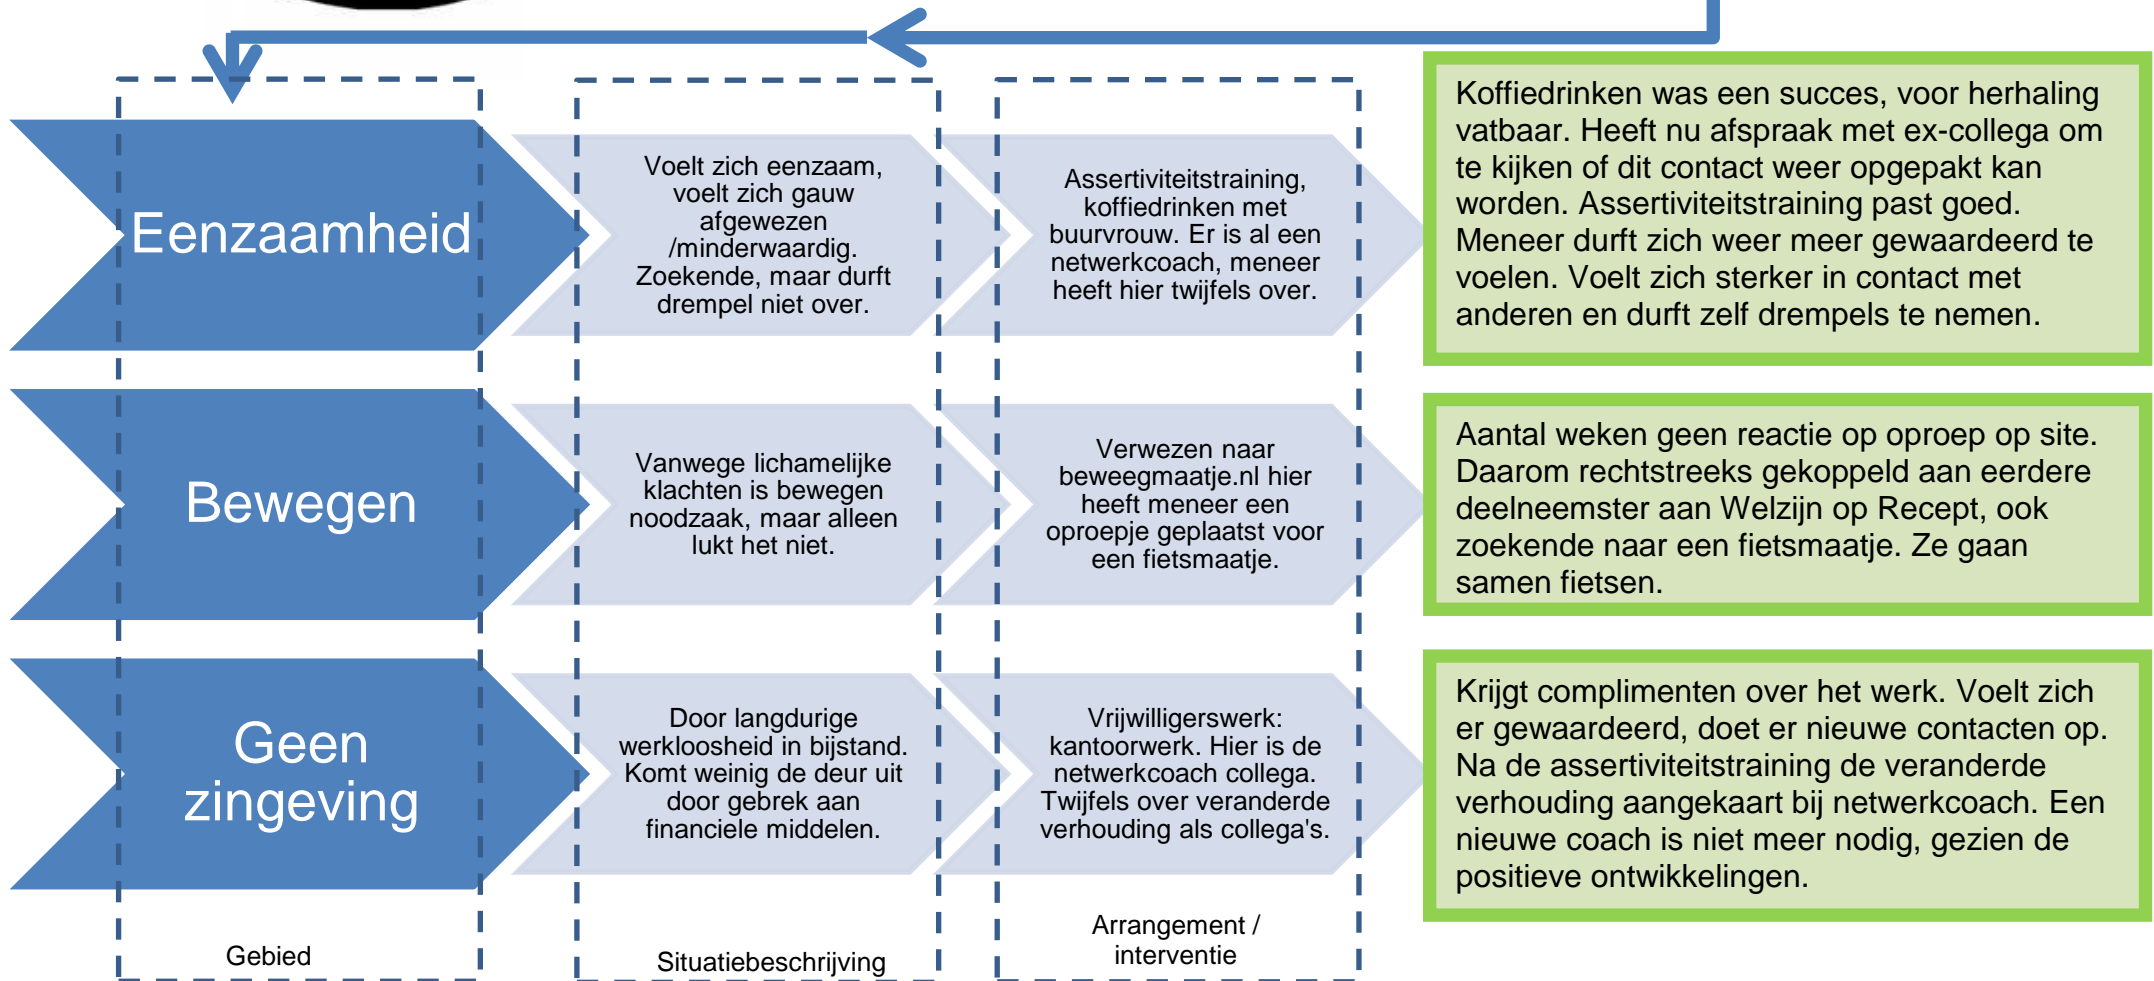 Eenzaamheid
Voelt zich eenzaam,
voelt zich gauw
afgewezen
/minderwaardig.
Zoekende, maar durft
drempel niet over.
Assertiviteitstraining,
koffiedrinken met
buurvrouw. Er is al een
netwerkcoach, meneer
heeft hier twijfels over.
Koffiedrinken was een succes, voor herhaling
vatbaar. Heeft nu afspraak met ex-collega om
te kijken of dit contact weer opgepakt kan
worden. Assertiviteitstraining past goed.
Meneer durft zich weer meer gewaardeerd te
voelen. Voelt zich sterker in contact met
anderen en durft zelf drempels te nemen.
Bewegen
Vanwege lichamelijke
klachten is bewegen
noodzaak, maar alleen
lukt het niet.
Verwezen naar
beweegmaatje.nl hier
heeft meneer een
oproepje geplaatst voor
een fietsmaatje.
Aantal weken geen reactie op oproep op site.
Daarom rechtstreeks gekoppeld aan eerdere
deelneemster aan Welzijn op Recept, ook
zoekende naar een fietsmaatje. Ze gaan
samen fietsen.
Geen
zingeving
Door langdurige
werkloosheid in bijstand.
Komt weinig de deur uit
door gebrek aan
financiele middelen.
Vrijwilligerswerk:
kantoorwerk. Hier is de
netwerkcoach collega.
Twijfels over veranderde
verhouding als collega's.
Krijgt complimenten over het werk. Voelt zich
er gewaardeerd, doet er nieuwe contacten op.
Na de assertiviteitstraining de veranderde
verhouding aangekaart bij netwerkcoach. Een
nieuwe coach is niet meer nodig, gezien de
positieve ontwikkelingen.
Gebied
Situatiebeschrijving
Arrangement /
interventie